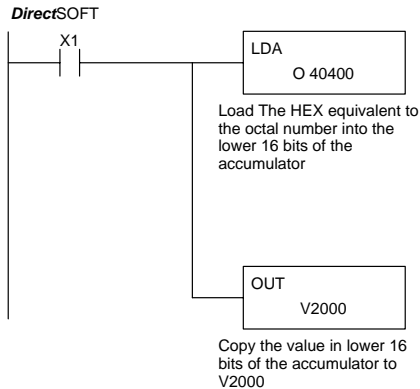 DirectSOFT
X1
LDA
O 40400
Load The HEX equivalent to
the octal number into the
lower 16 bits of the
accumulator
OUT
V2000
Copy the value in lower 16
bits of the accumulator to
V2000